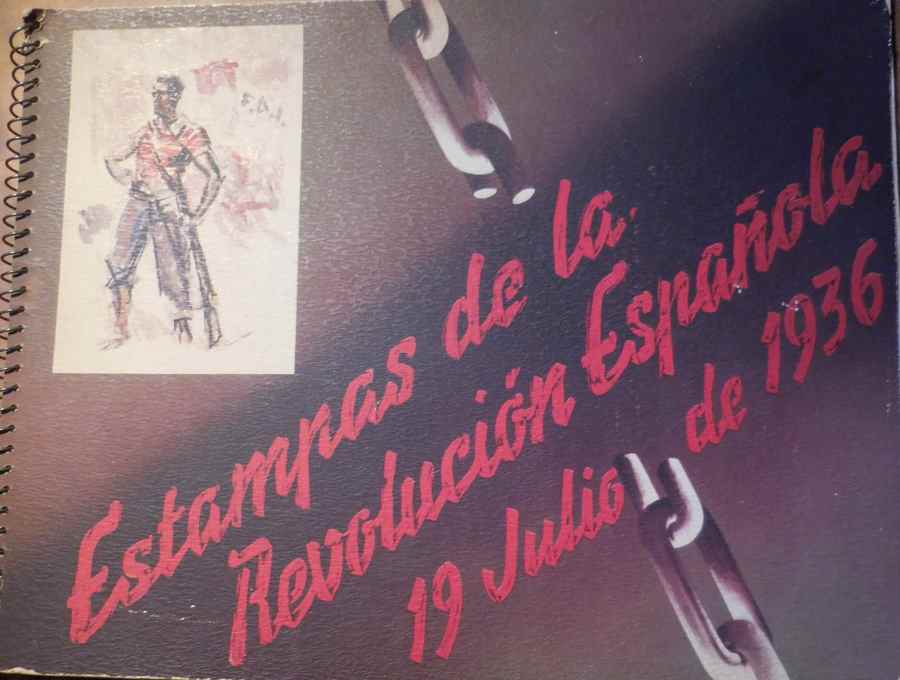 F.A.I.
Estampas de la
Revolución Española
19 Julio de 1936